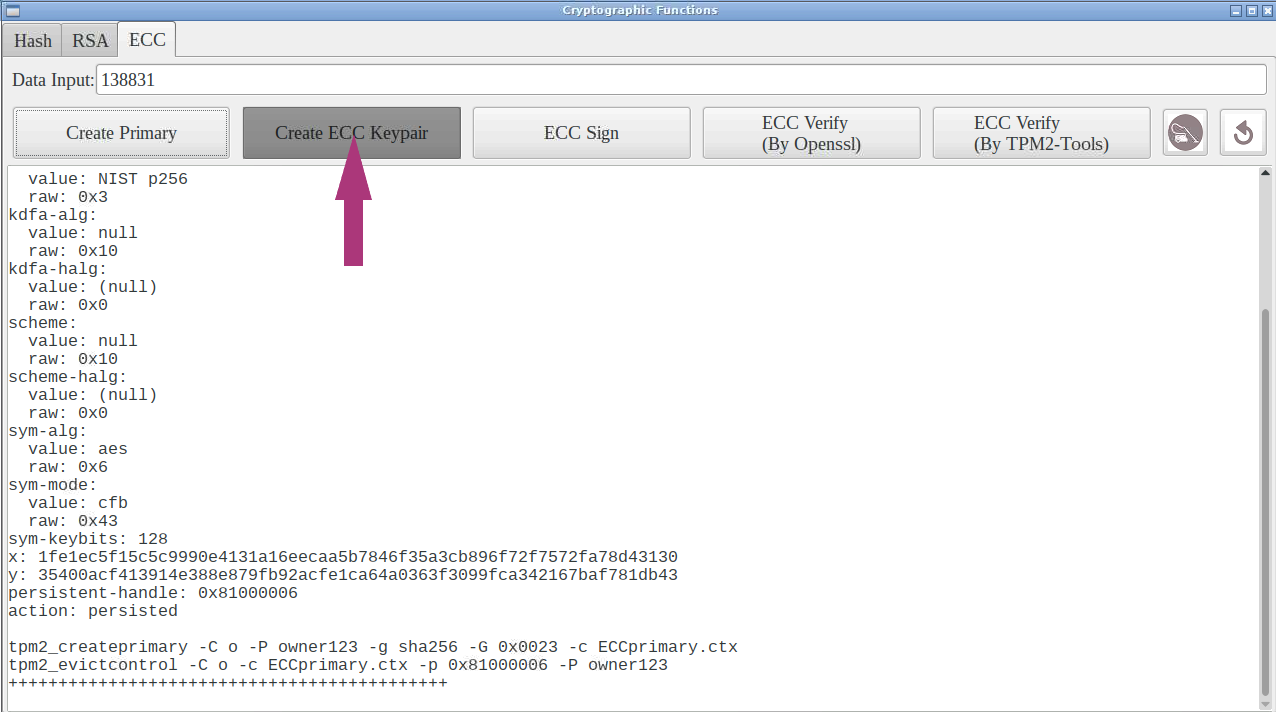 Cryptographic Functions
Hash RSA ECC
Data Input: 138831
Create Primary
Create ECC Keypair
ECC Sign
ECC Verify
(By Openssl)
ECC Verify
(By TPM2-Tools)
value: NIST p256
raw: 0x3
kdfa-alg:
value: null
raw: 0x10
kdfa-halg:
value: (null)
raw: 0x0
scheme:
value: null
raw: 0x10
scheme-halg:
value: (null)
raw: 0x0
sym-alg:
value: aes
raw: 0x6
sym-mode:
value: cfb
raw: 0x43
sym-keybits: 128
x: 1fe1ec5f15c5c9990e4131a16eecaa5b7846f35a3cb896f72f7572fa78d43130
y: 35400acf413914e388e879fb92acfe1ca64a0363f3099fca342167baf781db43
persistent-handle: 0x81000006
action: persisted
tpm2_createprimary -C o -P owner123 -g sha256 -G 0x0023 -c ECCprimary.ctx
tpm2_evictcontrol -C o -c ECCprimary.ctx -p 0x81000006 -P owner123
++++++++++++++++++++++++++++++++++++++++++++